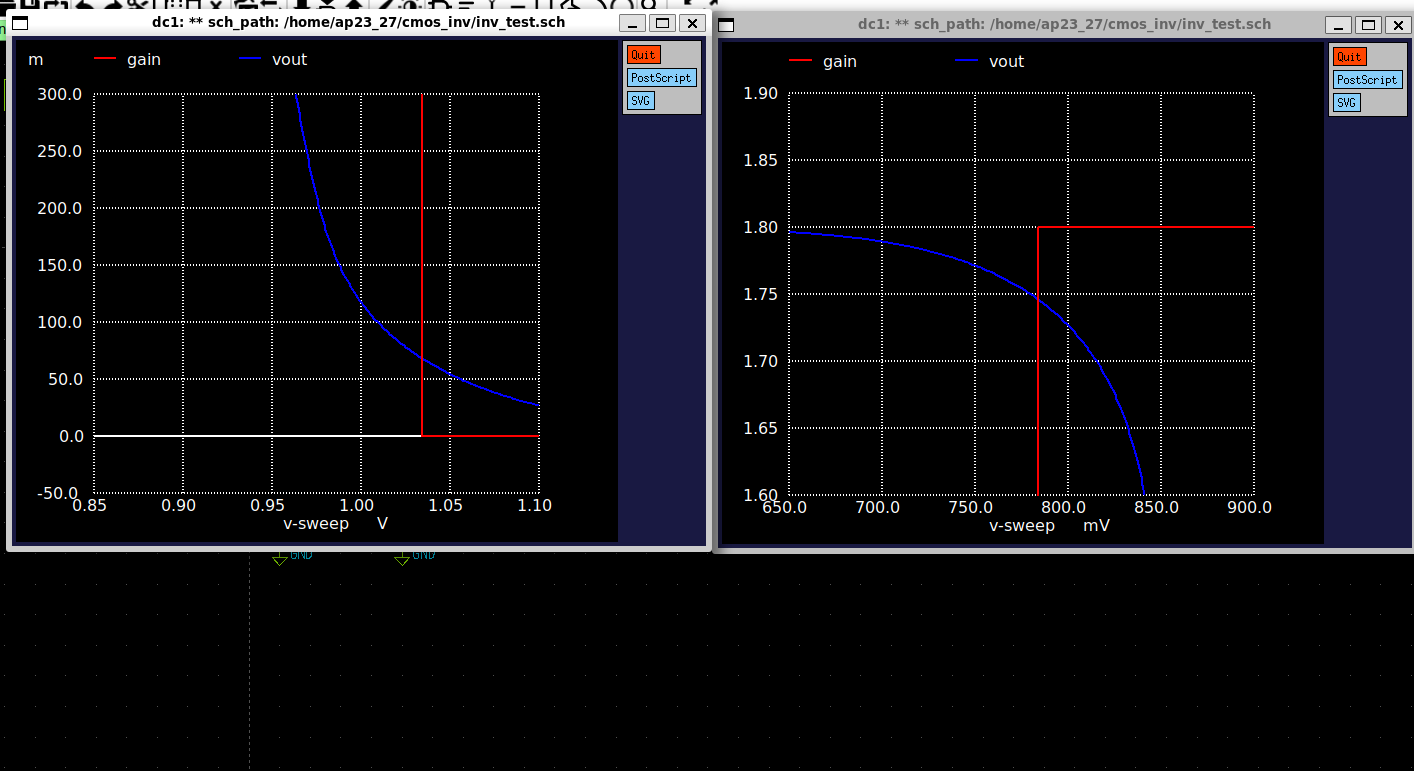 dc1: ** sch_path: /home/ap23_27/cmos_inv/inv_test.sch
m gain vout
Quit
PostScript
SVG
300.0
250.0
200.0
150.0
100.0
50.0
0.0
-50.0
0.85 0.90 0.95 1.00 1.05 1.10
v-sweep V
dc1: ** sch_path: /home/ap23_27/cmos_inv/inv_test.sch
gain vout
Quit
PostScript
SVG
1.90
1.85
1.80
1.75
1.70
1.65
1.60
650.0 700.0 750.0 800.0 850.0 900.0
v-sweep mV
GND GND